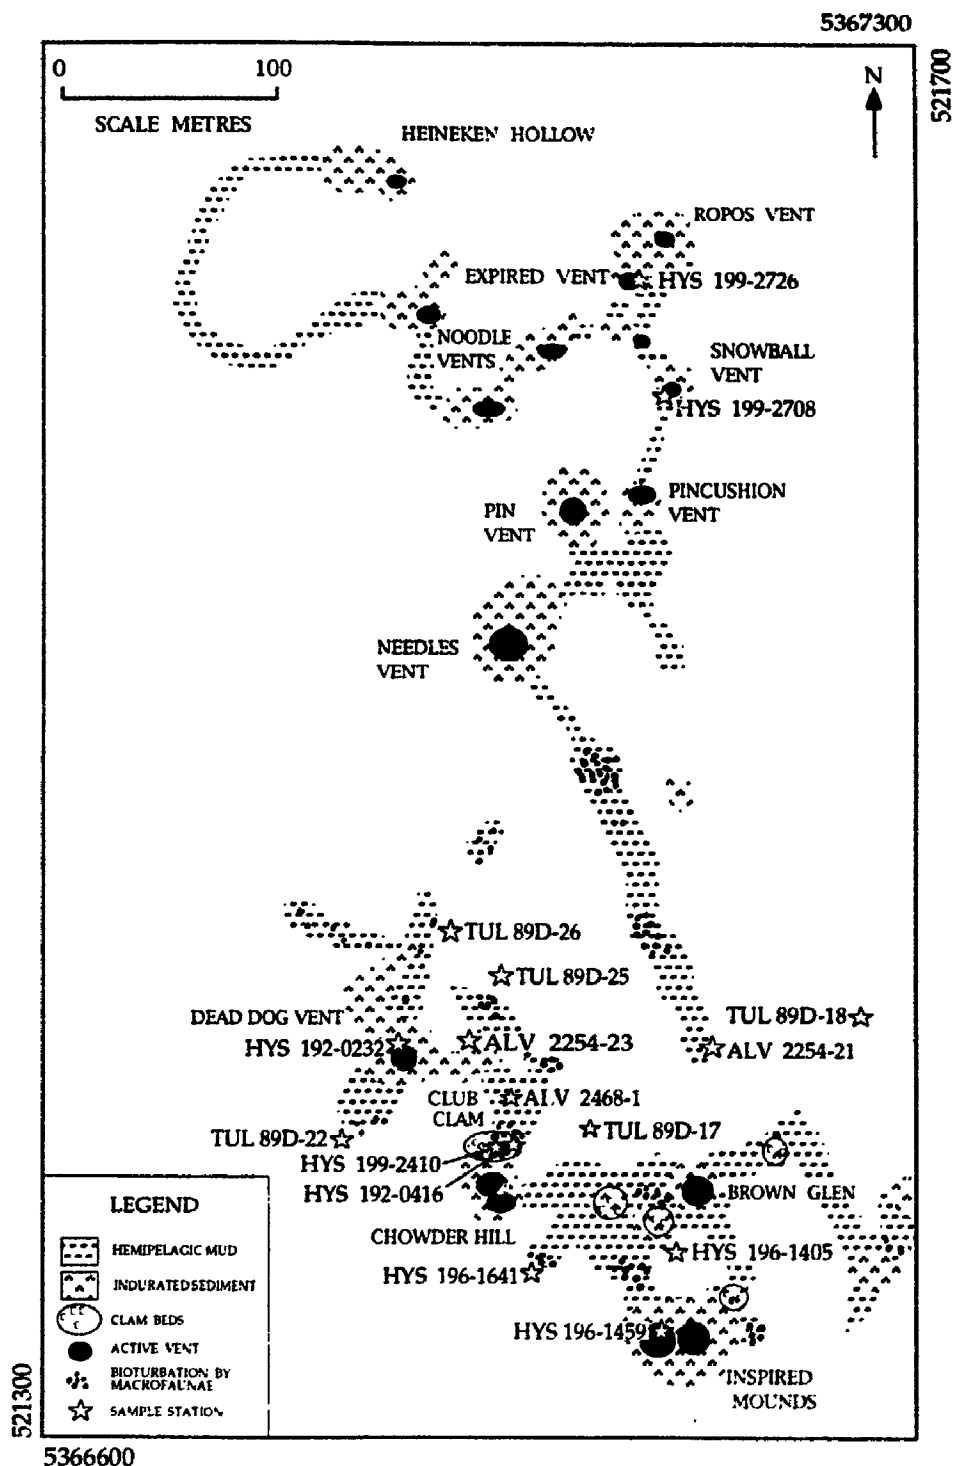 5367300
521700
0 100
SCALE METRES
N
HEINEKEN HOLLOW
ROPOS VENT
EXPIRED VENT
HYS 199-2726
NOODLE
VENTS
SNOWBALL
VENT
HYS 199-2708
PINCUSHION
VENT
PIN
VENT
NEEDLES
VENT
TUL 89D-26
TUL 89D-25
DEAD DOG VENT
TUL 89D-18
HYS 192-0232
ALV 2254-23
ALV 2254-21
CLUB
CLAM
ALV 2468-1
TUL 89D-22
TUL 89D-17
HYS 199-2410
HYS 192-0416
BROWN GLEN
CHOWDER HILL
HYS 196-1405
HYS 196-1641
HYS 196-1459
INSPIRED
MOUNDS
LEGEND
HEMIPELAGIC MUD
INDURATED SEDIMENT
CLAM BEDS
ACTIVE VENT
BIOTURBATION BY
MACROFAUNAE
SAMPLE STATION
521300
5366600